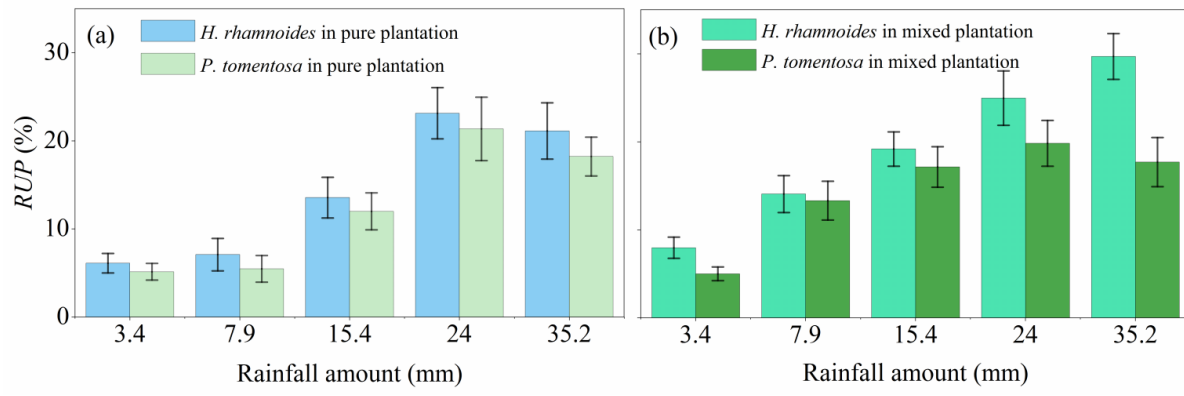 (a)
H. rhamnoides in pure plantation
P. tomentosa in pure plantation
RUP (%)
30
20
10
0
3.4 7.9 15.4 24 35.2
Rainfall amount (mm)
(b)
H. rhamnoides in mixed plantation
P. tomentosa in mixed plantation
3.4 7.9 15.4 24 35.2
Rainfall amount (mm)